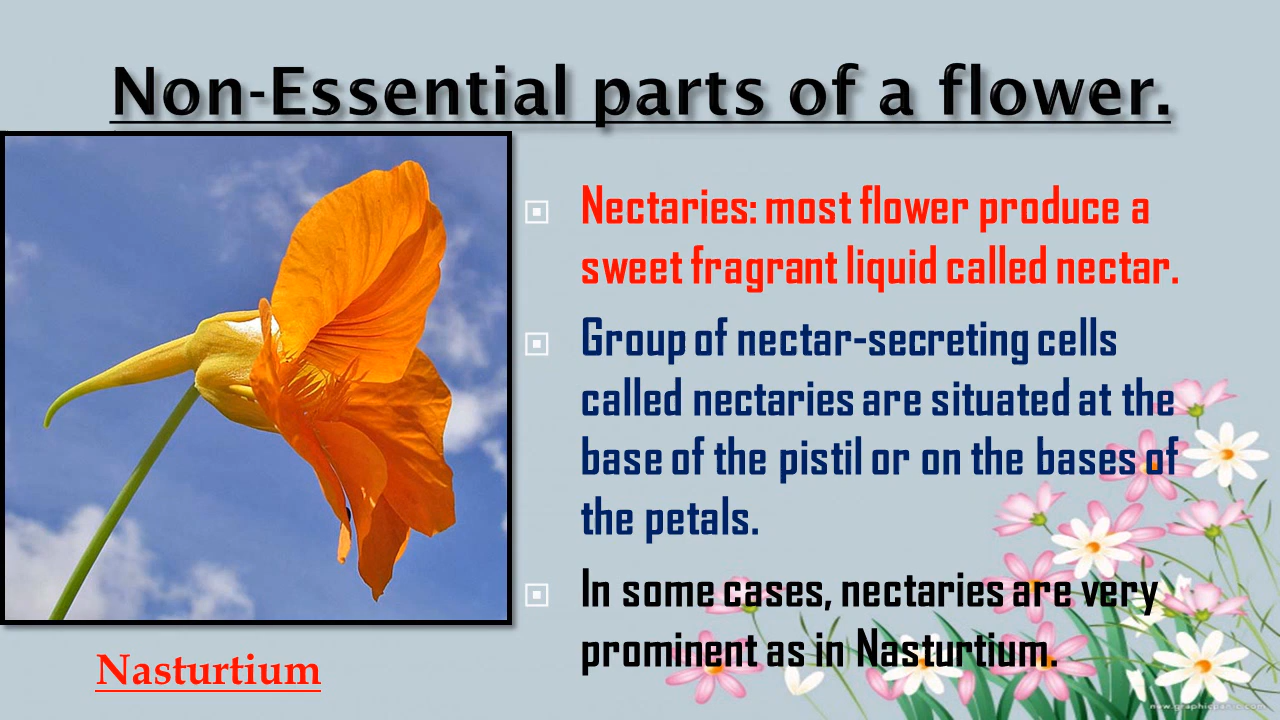 Non-Essential parts of a flower.
Nectaries: most flower produce a
sweet fragrant liquid called nectar.
Group of nectar-secreting cells
called nectaries are situated at the
base of the pistil or on the bases of
the petals.
In some cases, nectaries are very
prominent as in Nasturtium.
Nasturtium